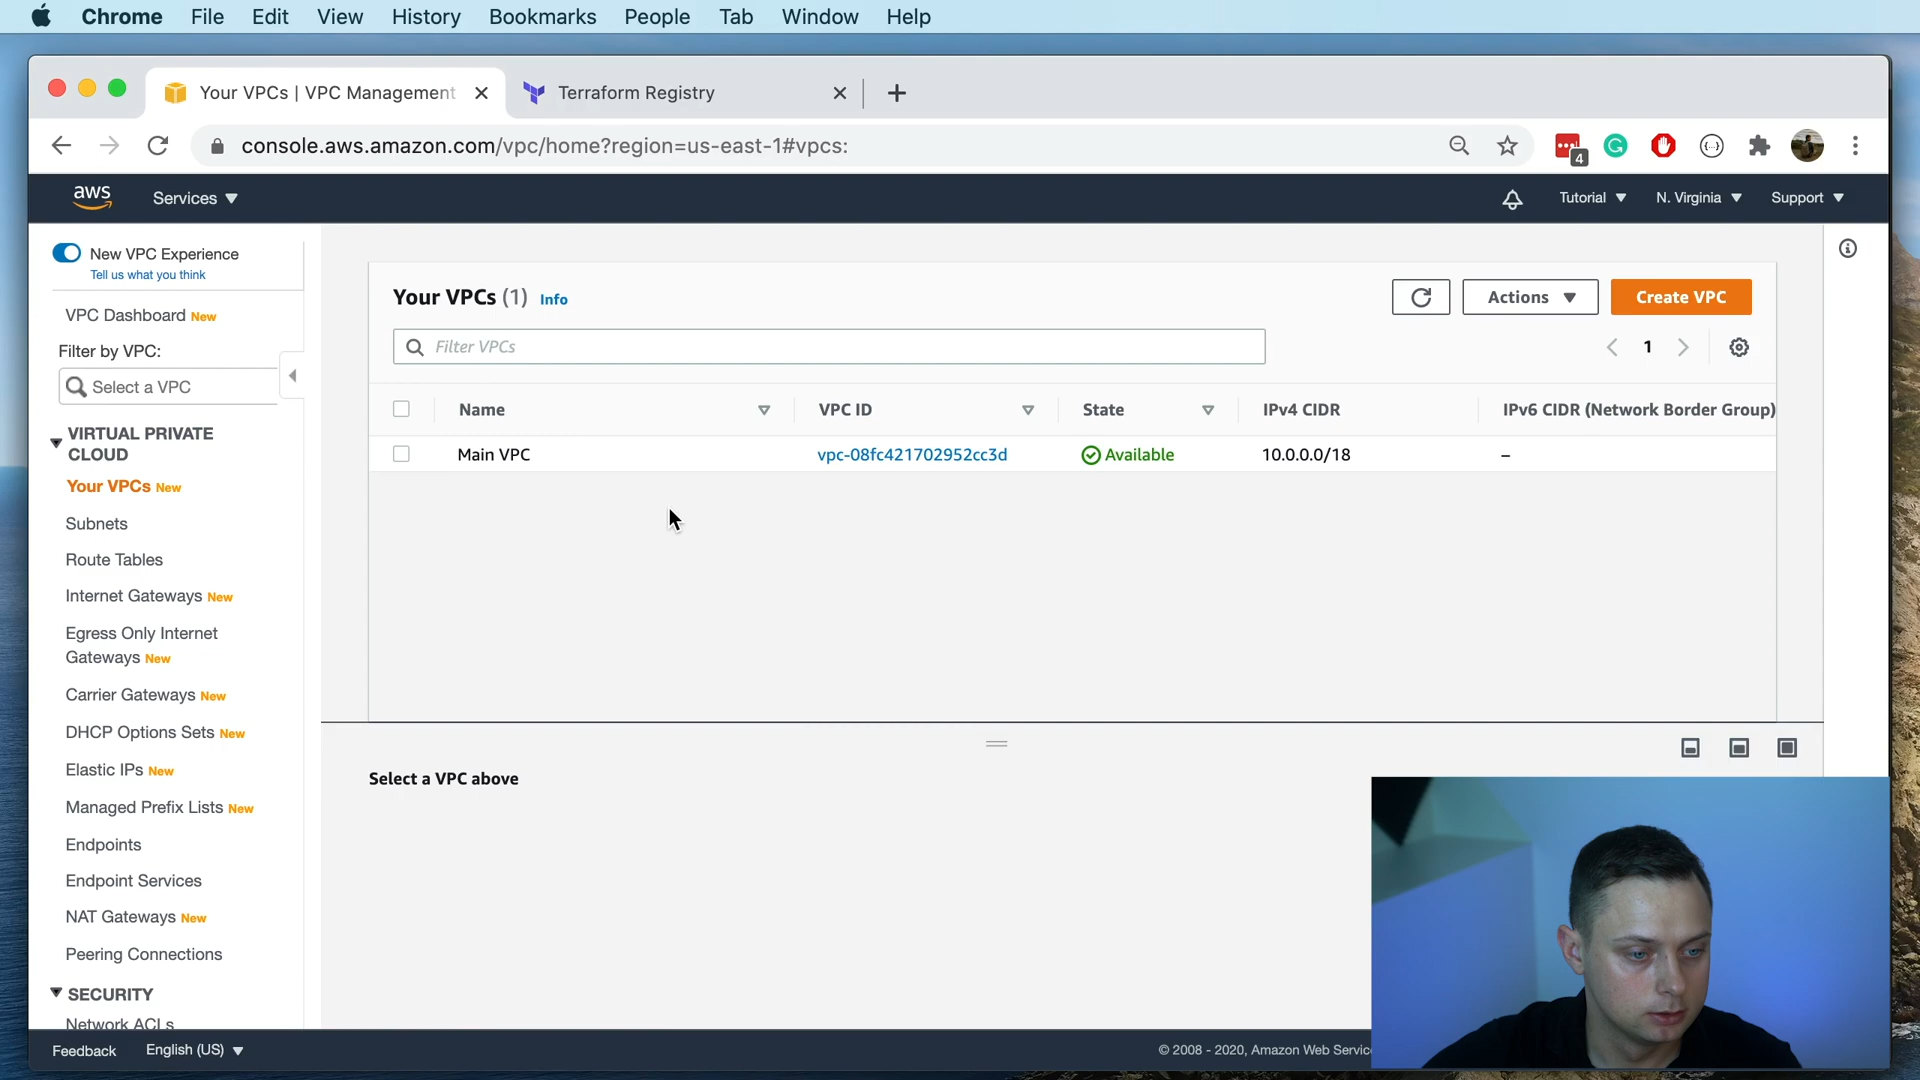 Chrome File Edit View History Bookmarks People Tab Window Help
Your VPCs | VPC Management
Terraform Registry
console.aws.amazon.com/vpc/home?region=us-east-1#vpcs:
4
aws
Services
Tutorial
N. Virginia
Support
New VPC Experience
Tell us what you think
VPC Dashboard New
Filter by VPC:
Select a VPC
VIRTUAL PRIVATE
CLOUD
Your VPCs New
Subnets
Route Tables
Internet Gateways New
Egress Only Internet
Gateways New
Carrier Gateways New
DHCP Options Sets New
Elastic IPs New
Managed Prefix Lists New
Endpoints
Endpoint Services
NAT Gateways New
Peering Connections
SECURITY
Network ACLs
Your VPCs (1) Info
Actions
Create VPC
Filter VPCs
1
Name VPC ID State IPv4 CIDR IPv6 CIDR (Network Border Group)
Main VPC vpc-08fc421702952cc3d Available 10.0.0.0/18 –
Select a VPC above
Feedback
English (US)
© 2008 - 2020, Amazon Web Servic